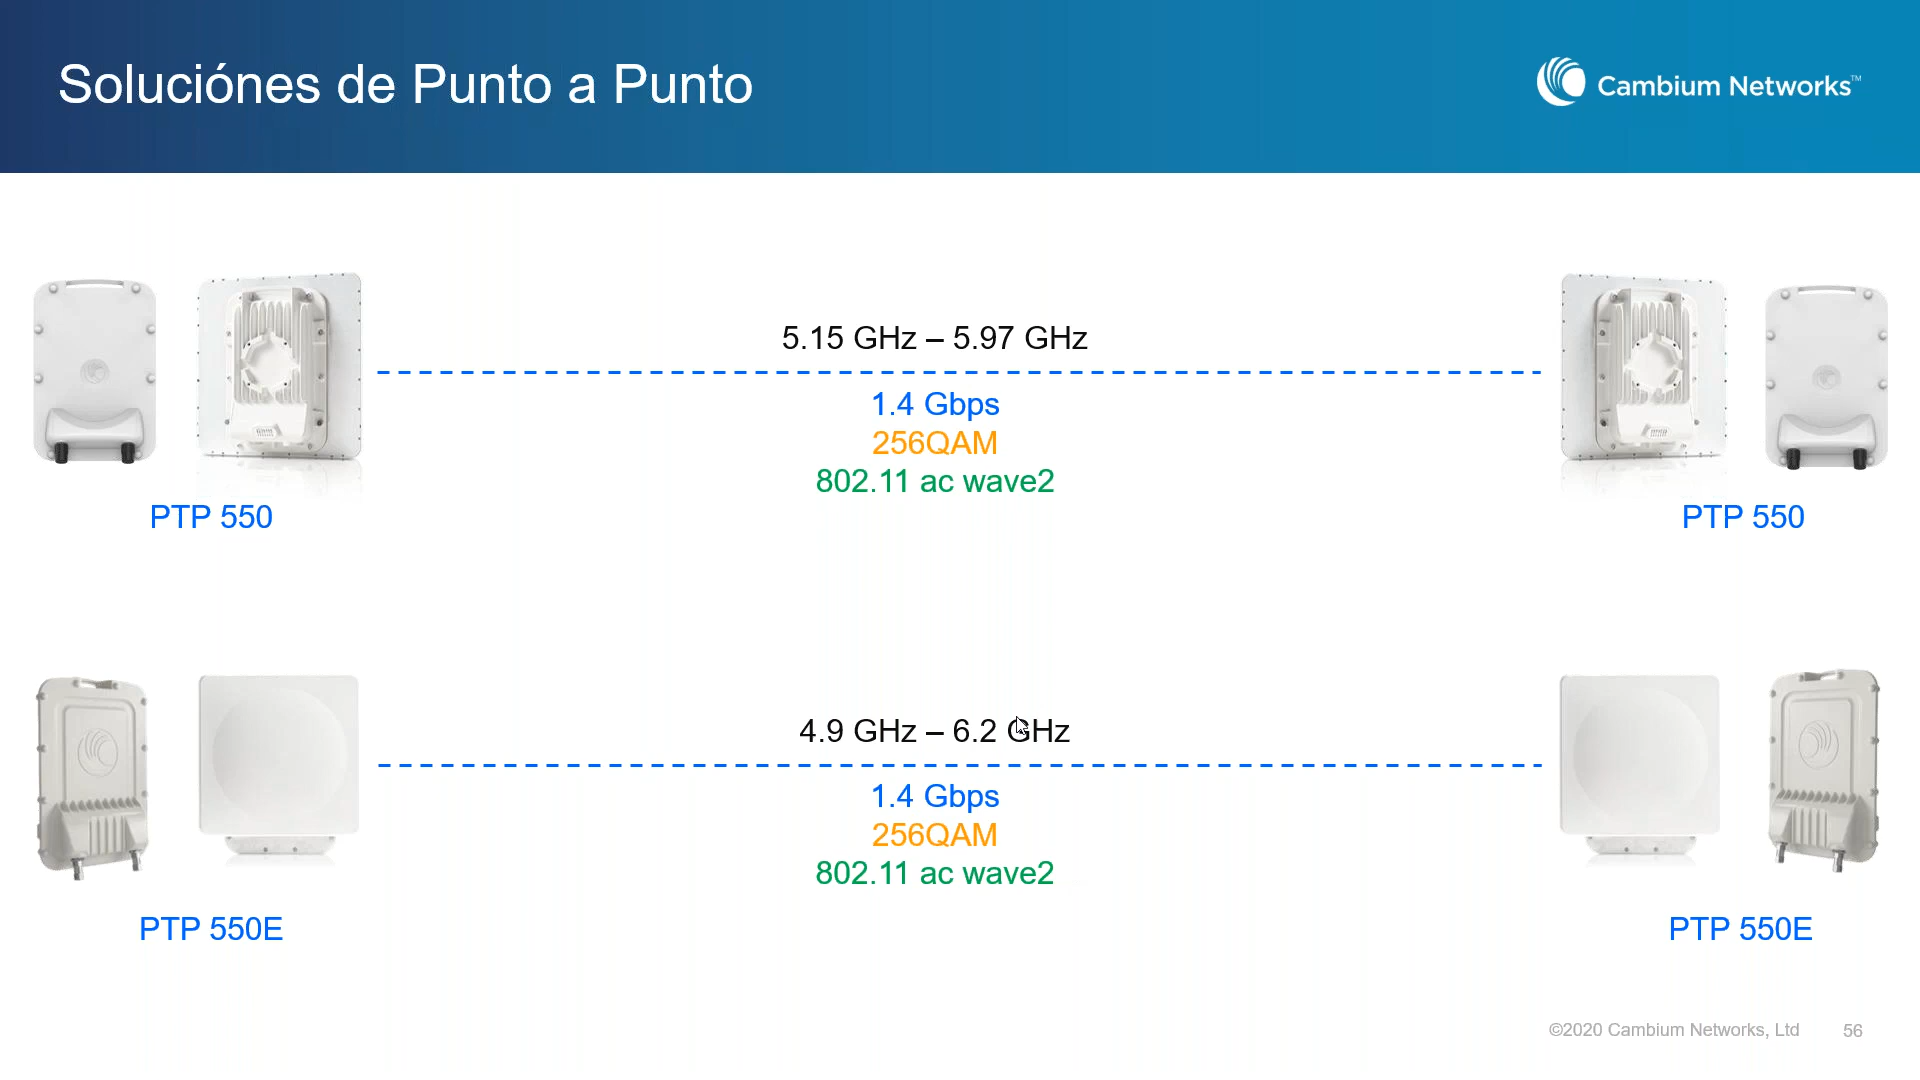 Soluciónes de Punto a Punto
Cambium Networks™
5.15 GHz – 5.97 GHz
1.4 Gbps
256QAM
802.11 ac wave2
PTP 550
PTP 550
4.9 GHz – 6.2 GHz
1.4 Gbps
256QAM
802.11 ac wave2
PTP 550E
PTP 550E
©2020 Cambium Networks, Ltd
56